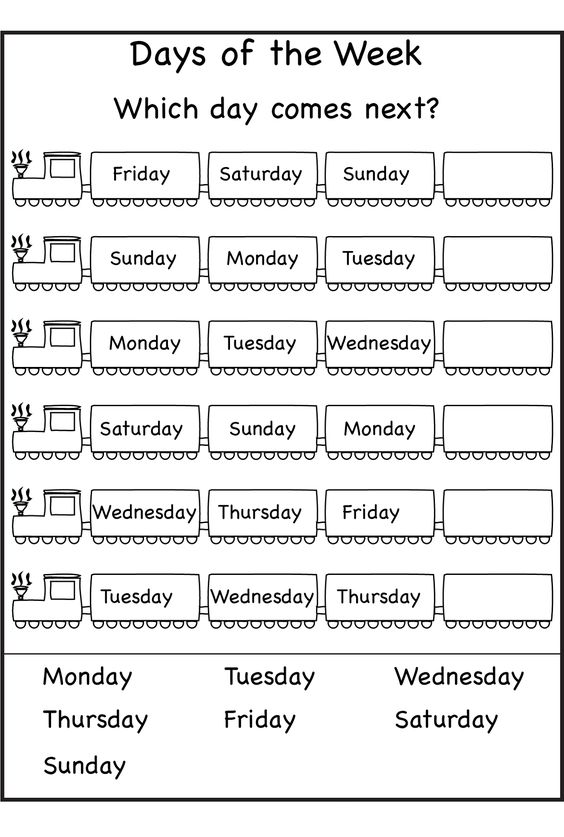 Days of the Week
Which day comes next?
Friday Saturday Sunday
Sunday Monday Tuesday
Monday Tuesday Wednesday
Saturday Sunday Monday
Wednesday Thursday Friday
Tuesday Wednesday Thursday
Monday Tuesday Wednesday
Thursday Friday Saturday
Sunday